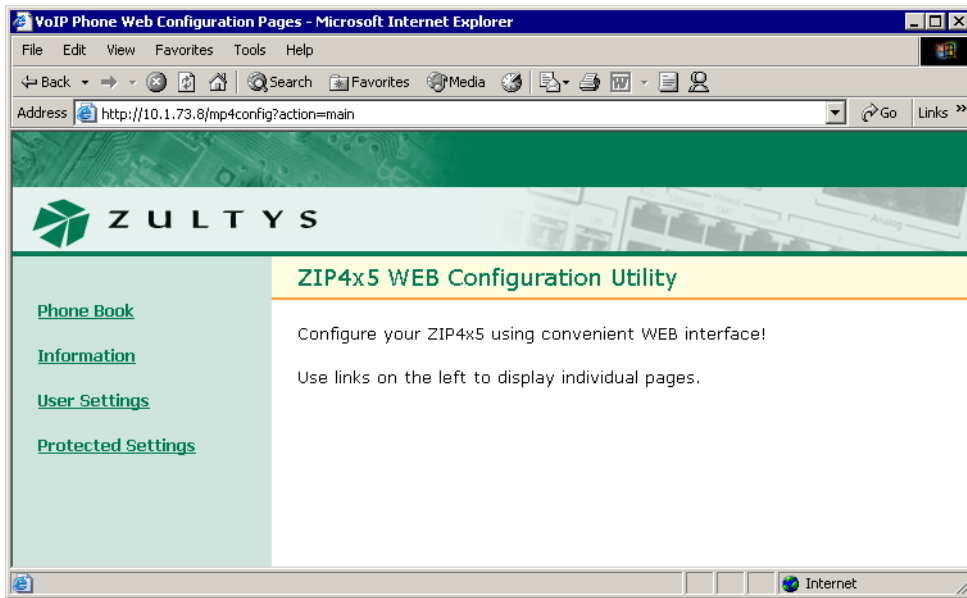 VoIP Phone Web Configuration Pages - Microsoft Internet Explorer
File Edit View Favorites Tools Help
Back Search Favorites Media
Address http://10.1.73.8/mp4config?action=main Go Links »
ZULTYS
ZIP4x5 WEB Configuration Utility
Phone Book
Information
User Settings
Protected Settings
Configure your ZIP4x5 using convenient WEB interface!
Use links on the left to display individual pages.
Internet